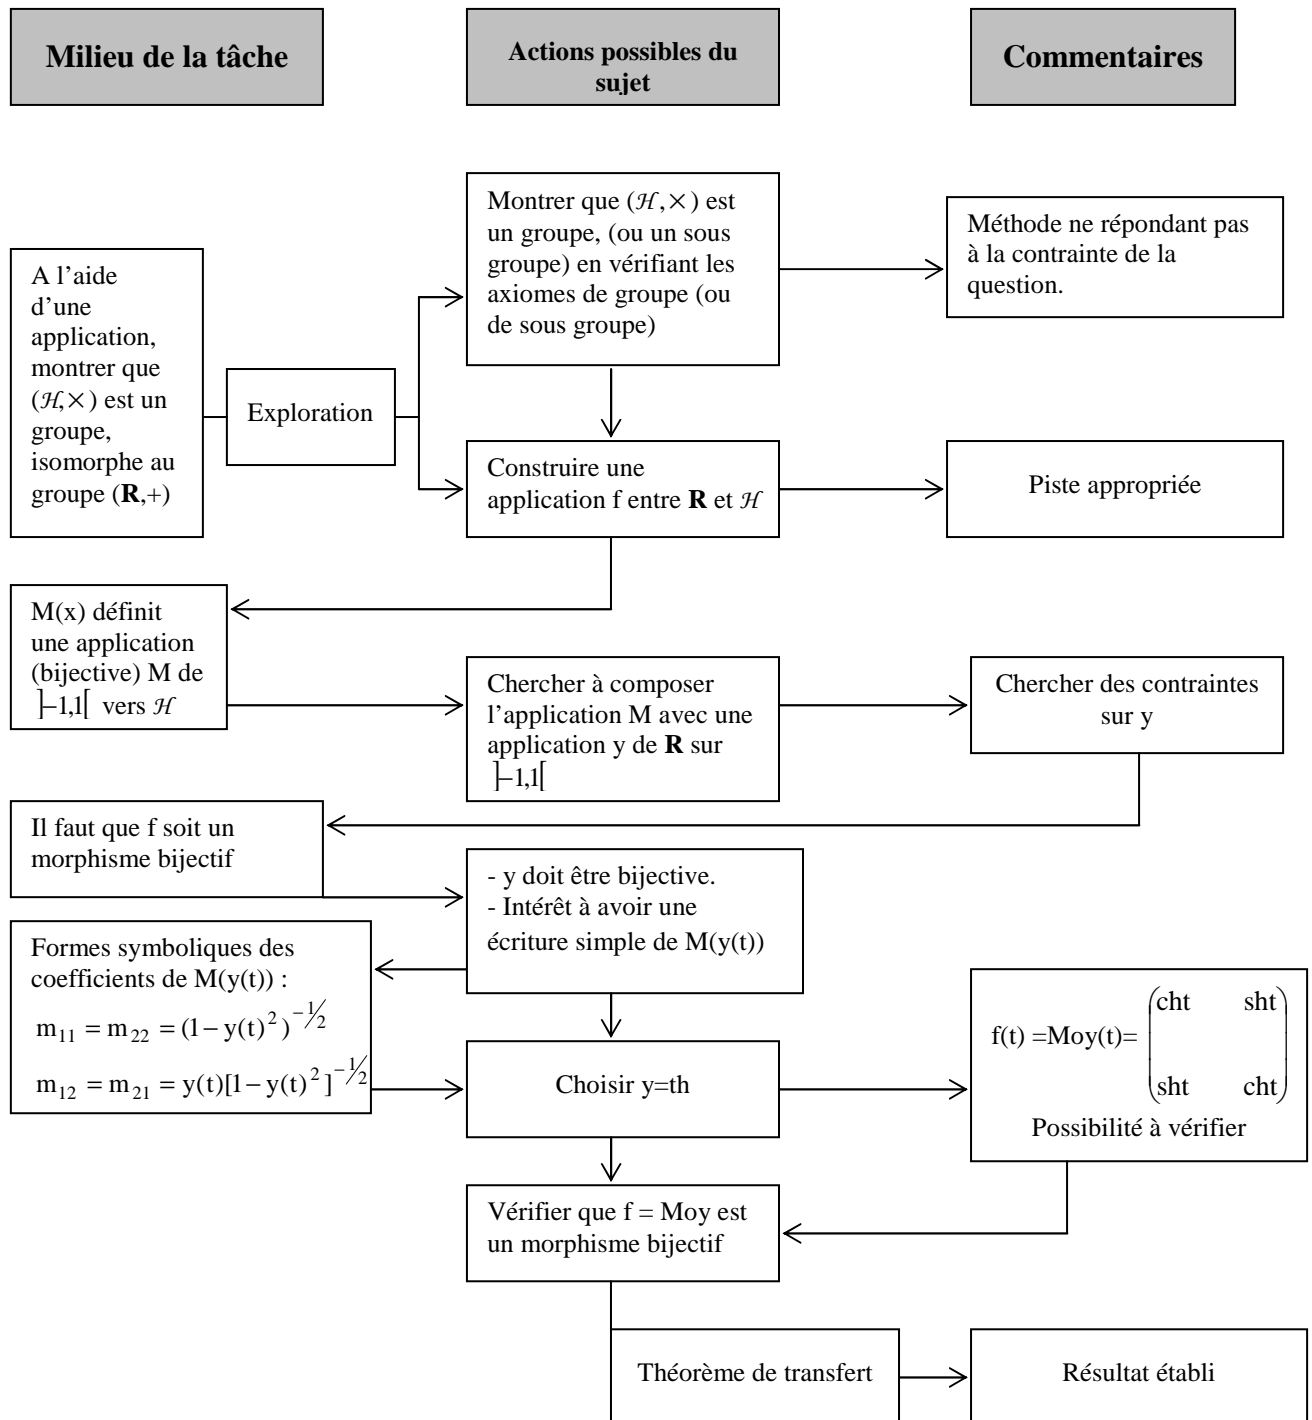 Milieu de la tâche
Actions possibles du
sujet
Commentaires
Montrer que (ℋ,×) est
un groupe, (ou un sous
groupe) en vérifiant les
axiomes de groupe (ou
de sous groupe)
Méthode ne répondant pas
à la contrainte de la
question.
A l’aide
d’une
application,
montrer que
(ℋ,×) est un
groupe,
isomorphe au
groupe (R,+)
Exploration
Construire une
application f entre R et ℋ
Piste appropriée
M(x) définit
une application
(bijective) M de
]–1,1[ vers ℋ
Chercher à composer
l’application M avec une
application y de R sur
]–1,1[
Chercher des contraintes
sur y
Il faut que f soit un
morphisme bijectif
- y doit être bijective.
- Intérêt à avoir une
écriture simple de M(y(t))
Formes symboliques des
coefficients de M(y(t)) :
m₁₁ = m₂₂ = (1 – y(t)²)^(–1/2)
m₁₂ = m₂₁ = y(t)[1 – y(t)²]^(–1/2)
Choisir y=th
f(t) =Moy(t)= (cht sht
sht cht)
Possibilité à vérifier
Vérifier que f = Moy est
un morphisme bijectif
Théorème de transfert
Résultat établi